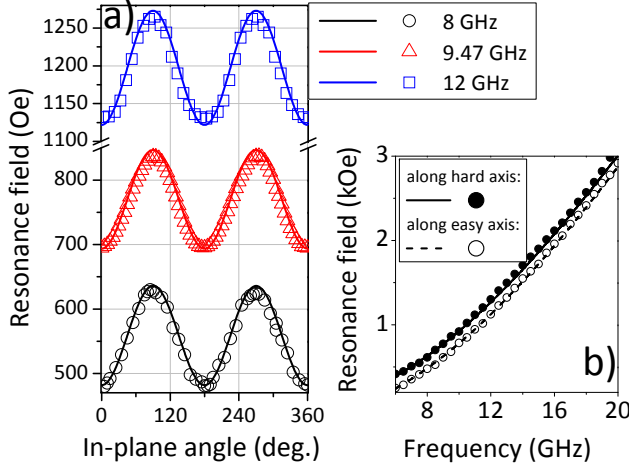 a)
8 GHz
9.47 GHz
12 GHz
Resonance field (Oe)
1250
1200
1150
1100
800
700
600
500
0 120 240 360
In-plane angle (deg.)
along hard axis:
along easy axis:
b)
Resonance field (kOe)
3
2
1
8 12 16 20
Frequency (GHz)